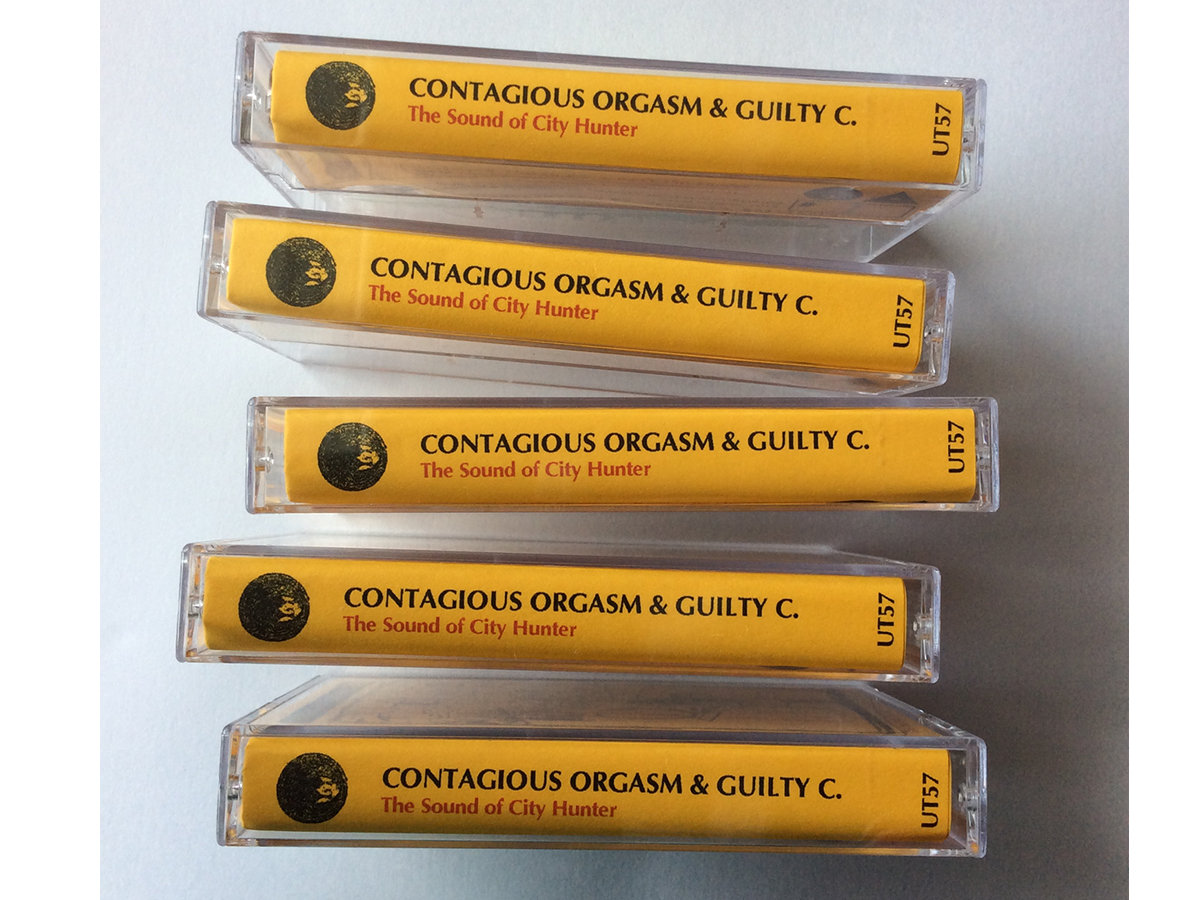 CONTAGIOUS ORGASM & GUILTY C.
The Sound of City Hunter
UT57
CONTAGIOUS ORGASM & GUILTY C.
The Sound of City Hunter
UT57
CONTAGIOUS ORGASM & GUILTY C.
The Sound of City Hunter
UT57
CONTAGIOUS ORGASM & GUILTY C.
The Sound of City Hunter
UT57
CONTAGIOUS ORGASM & GUILTY C.
The Sound of City Hunter
UT57